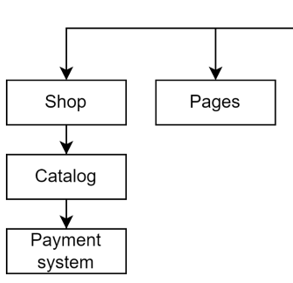 Shop
Pages
Catalog
Payment
system